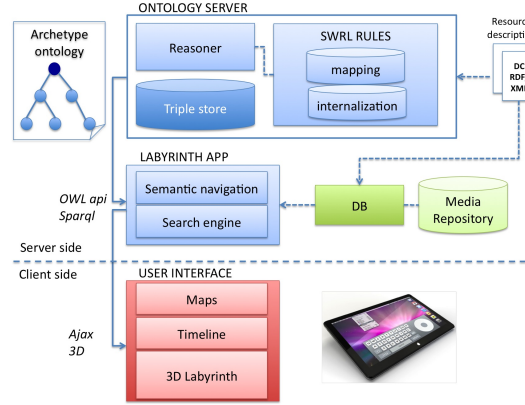 ONTOLOGY SERVER
Archetype
ontology
Reasoner
SWRL RULES
mapping
internalization
Triple store
DC
RDF
LABYRINTH APP
OWL api
Sparql
Semantic navigation
Search engine
DB
Media
Repository
Server side
Client side
USER INTERFACE
Maps
Timeline
3D Labyrinth
Ajax
3D